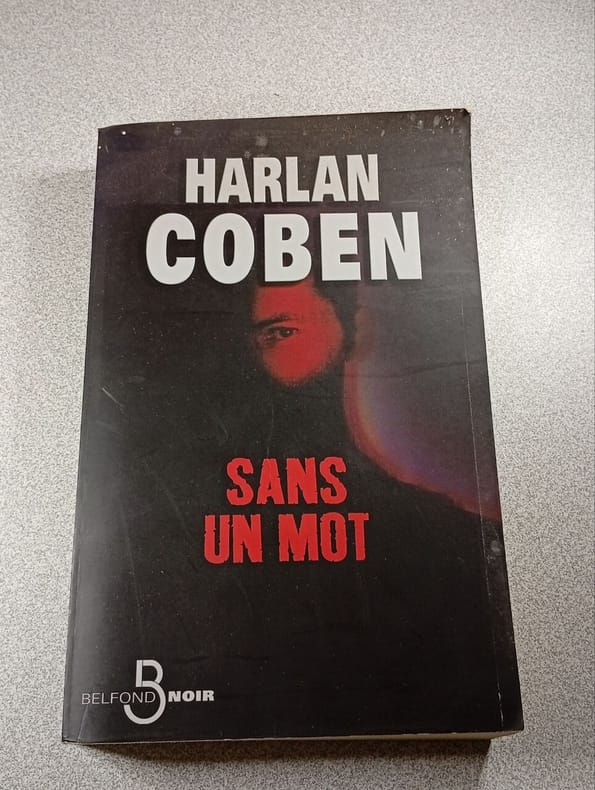 HARLAN
COBEN
SANS
UN MOT
BELFOND NOIR